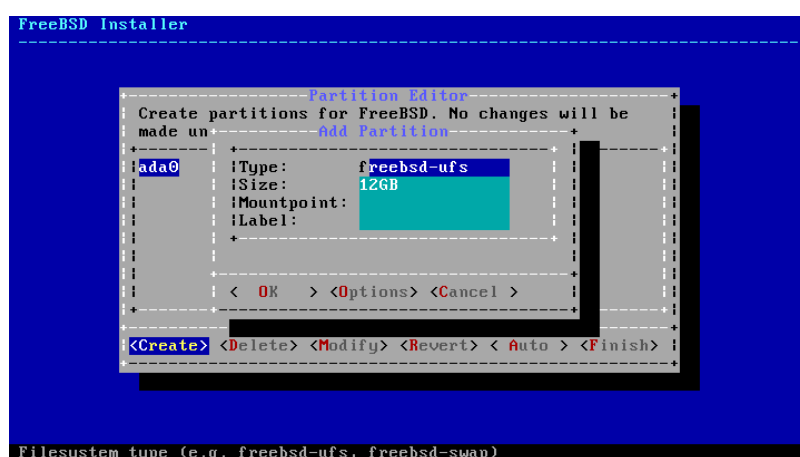 FreeBSD Installer
Partition Editor
Create partitions for FreeBSD. No changes will be
made un
Add Partition
ada0
Type: freebsd-ufs
Size: 12GB
Mountpoint:
Label:
< OK > <Options> <Cancel >
<Create> <Delete> <Modify> <Revert> < Auto > <Finish>
Filesystem type (e.g. freebsd-ufs, freebsd-swap)